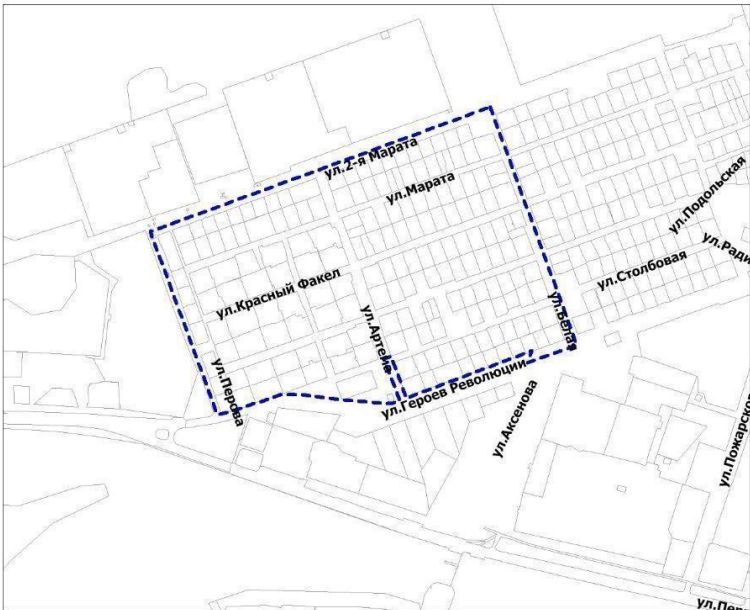 ул.2-я Марата
ул.Марата
ул.Подольская
ул.Ради
ул.Столбовая
ул.Красный Факел
ул.Белая
ул.Артема
ул.Перова
ул.Героев Революции
ул.Аксенова
ул.Пожарско
ул.Пер